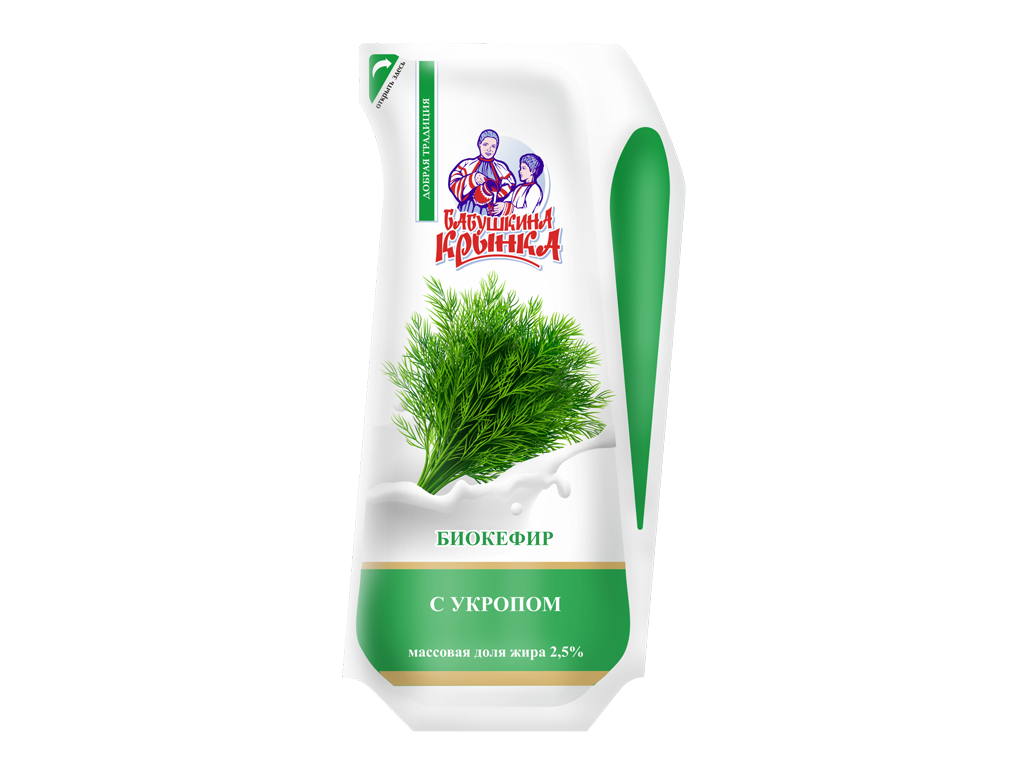 открыть здесь
ДОБРАЯ ТРАДИЦИЯ
БАБУШКИНА
КРЫНКА
БИОКЕФИР
С УКРОПОМ
массовая доля жира 2,5%